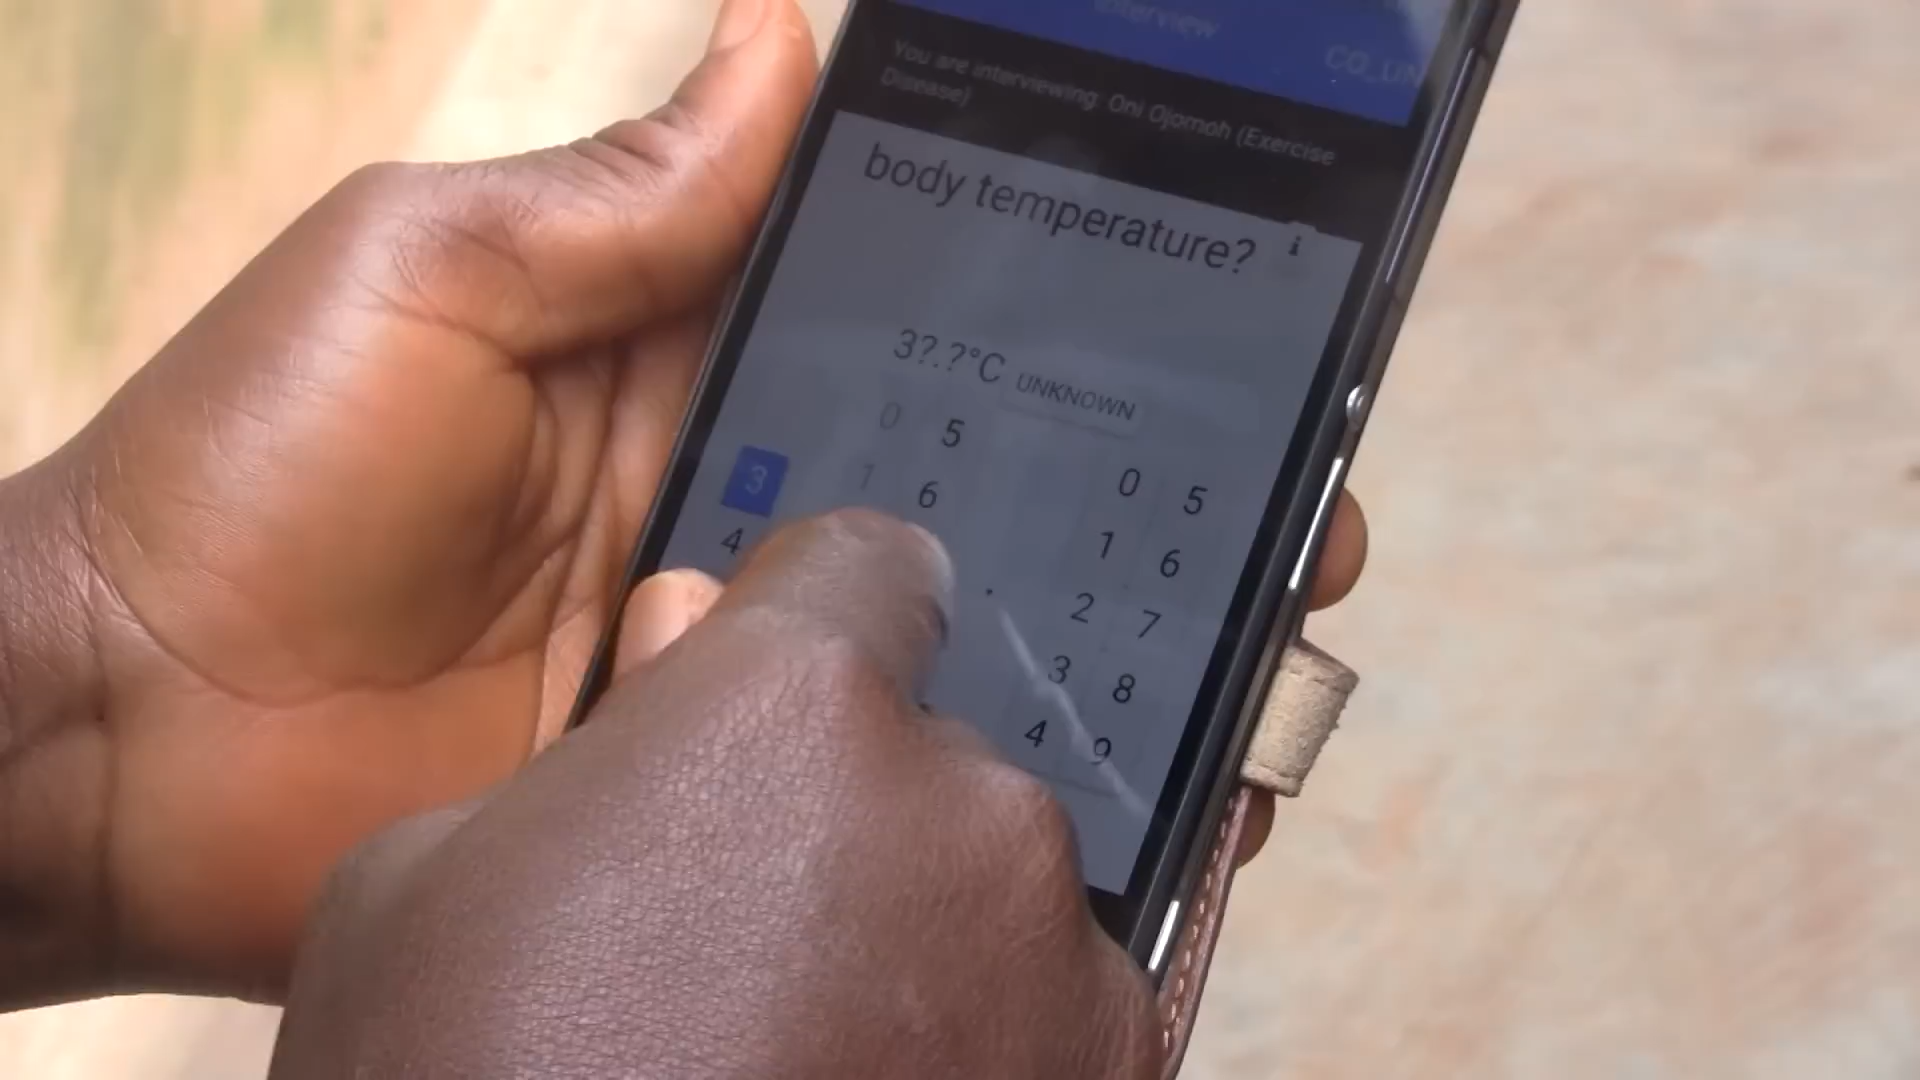 Interview
CO_UN
You are interviewing: Oni Ojomoh (Exercise
Disease)
body temperature? i
3?.?°C UNKNOWN
0 5 0 5
3 1 6 1 6
4 . 2 7
3 8
4 9